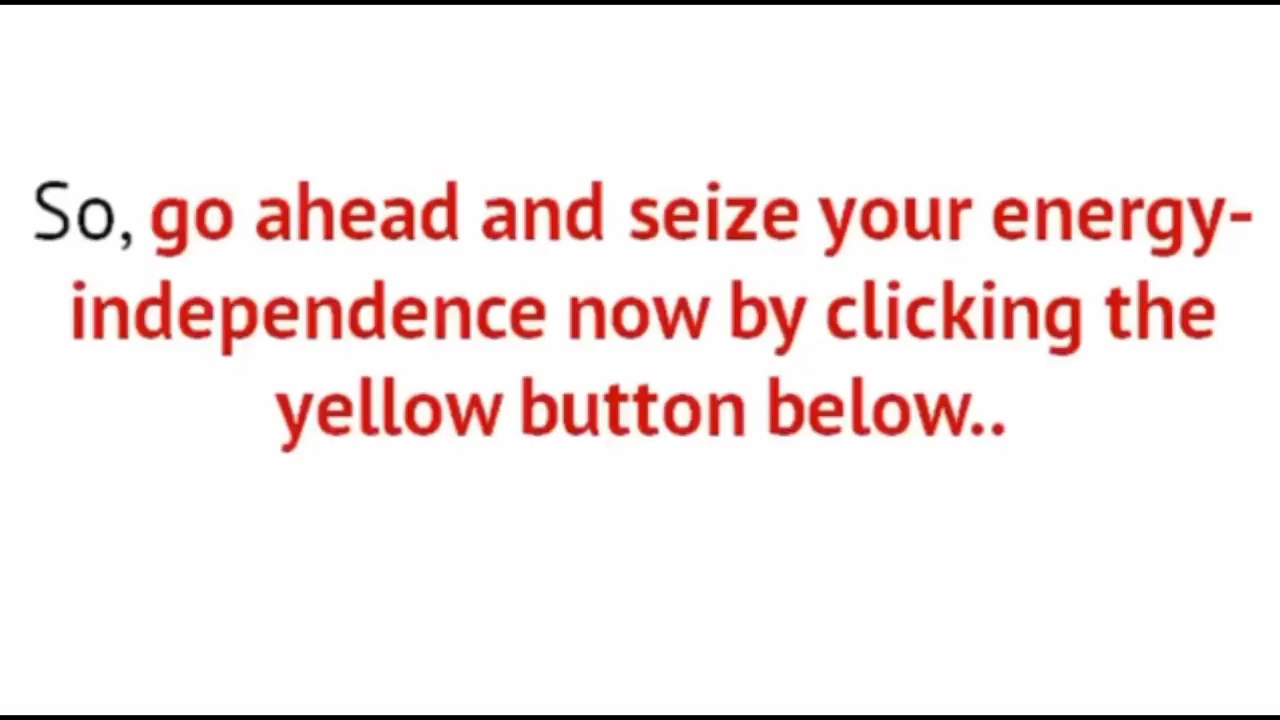 So, go ahead and seize your energy-
independence now by clicking the
yellow button below..